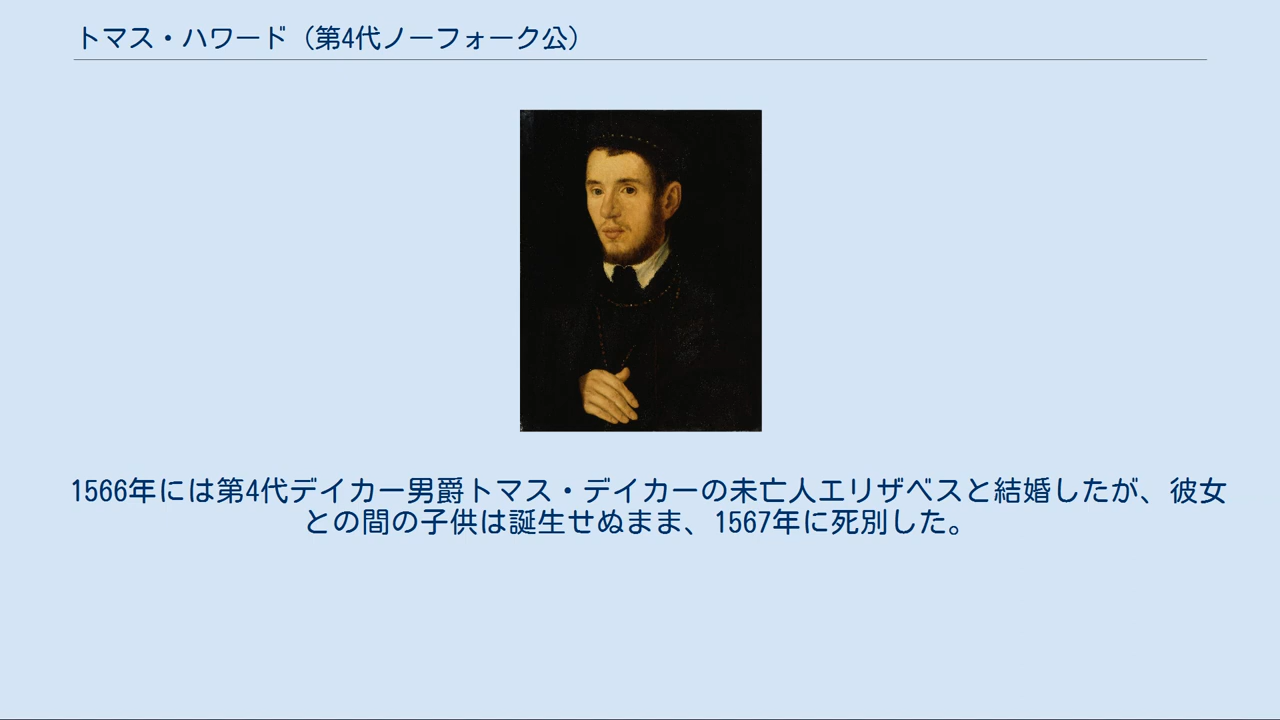 トマス・ハワード（第4代ノーフォーク公）
1566年には第4代デイカー男爵トマス・デイカーの未亡人エリザベスと結婚したが、彼女
との間の子供は誕生せぬまま、1567年に死別した。